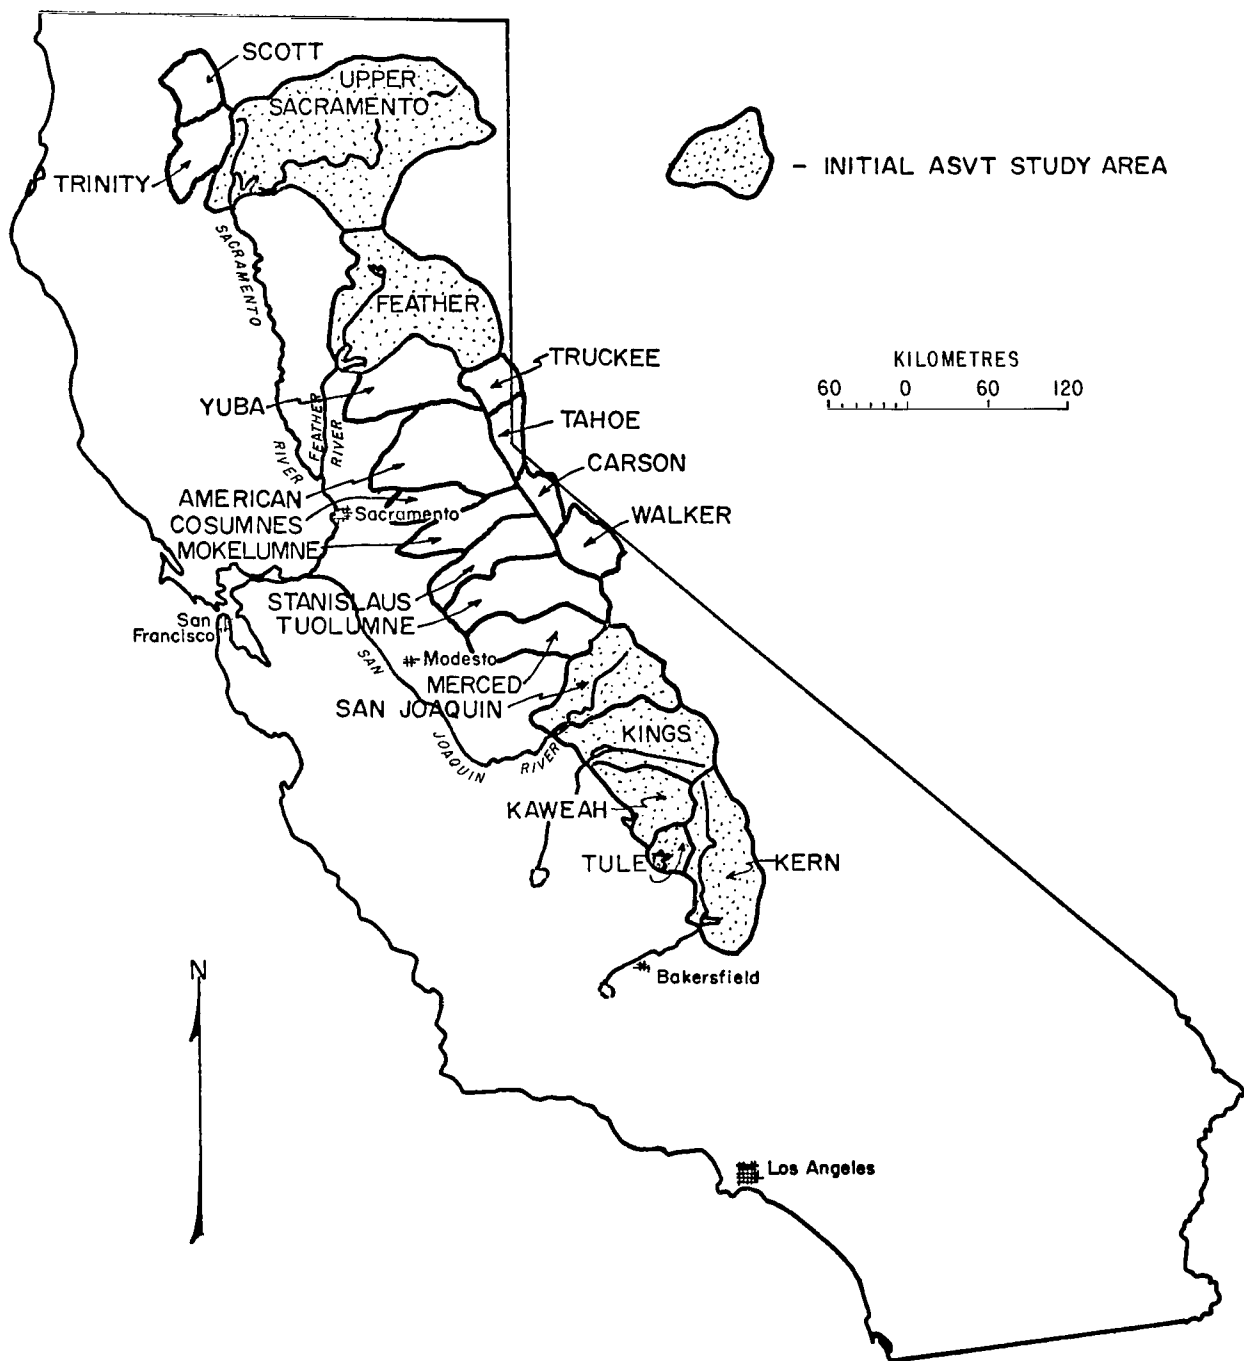 SCOTT
UPPER
SACRAMENTO
TRINITY
- INITIAL ASVT STUDY AREA
SACRAMENTO
RIVER
FEATHER
TRUCKEE
KILOMETRES
60 0 60 120
YUBA
FEATHER
RIVER
TAHOE
CARSON
AMERICAN
COSUMNES
Sacramento
WALKER
MOKELUMNE
STANISLAUS
TUOLUMNE
San
Francisco
SAN
JOAQUIN
RIVER
Modesto
MERCED
SAN JOAQUIN
KINGS
KAWEAH
TULE
KERN
Bakersfield
N
Los Angeles